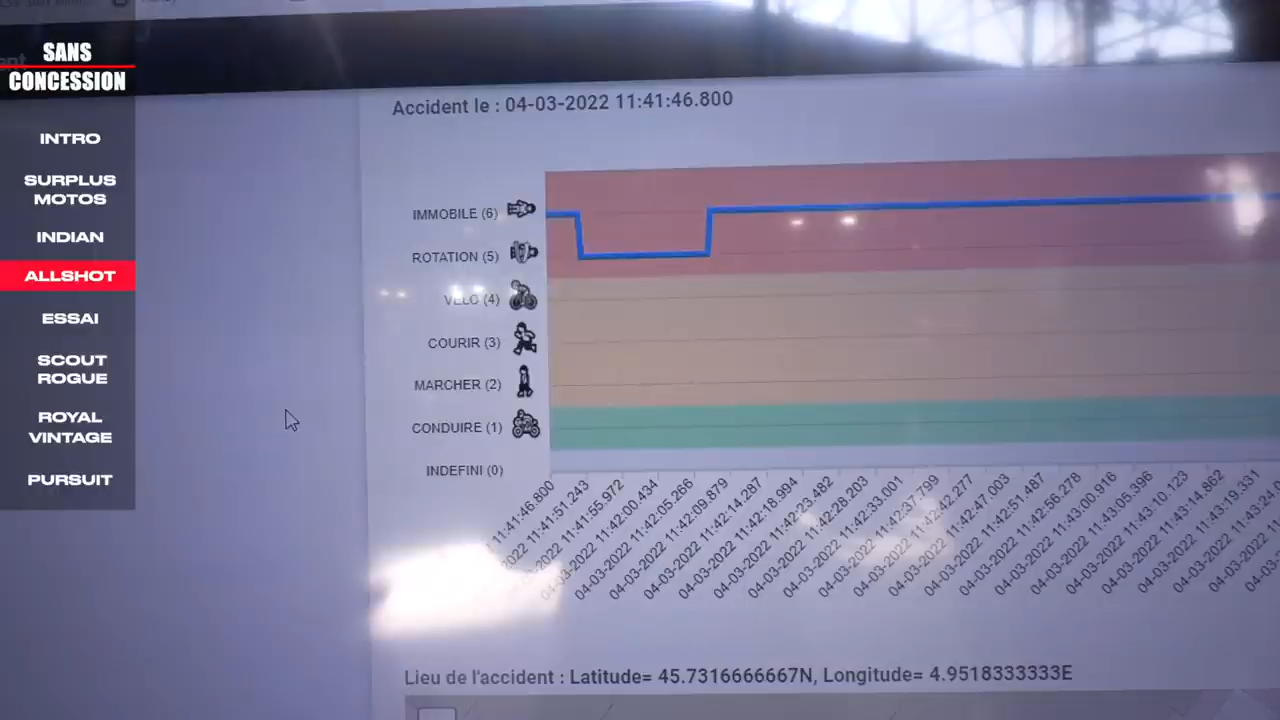 SANS
CONCESSION
INTRO
SURPLUS
MOTOS
INDIAN
ALLSHOT
ESSAI
SCOUT
ROGUE
ROYAL
VINTAGE
PURSUIT
Accident le : 04-03-2022 11:41:46.800
IMMOBILE (6)
ROTATION (5)
VELO (4)
COURIR (3)
MARCHER (2)
CONDUIRE (1)
INDEFINI (0)
11:41:46.800
2022 11:41:51.243
2022 11:41:55.972
04-03-2022 11:42:00.434
04-03-2022 11:42:05.266
04-03-2022 11:42:09.879
04-03-2022 11:42:14.287
04-03-2022 11:42:18.994
04-03-2022 11:42:23.482
04-03-2022 11:42:28.203
04-03-2022 11:42:33.001
04-03-2022 11:42:37.799
04-03-2022 11:42:42.277
04-03-2022 11:42:47.003
04-03-2022 11:42:51.487
04-03-2022 11:42:56.278
04-03-2022 11:43:00.916
04-03-2022 11:43:05.396
04-03-2022 11:43:10.123
04-03-2022 11:43:14.862
04-03-2022 11:43:19.331
04-03-2022 11:43:24.0
Lieu de l'accident : Latitude= 45.7316666667N, Longitude= 4.9518333333E